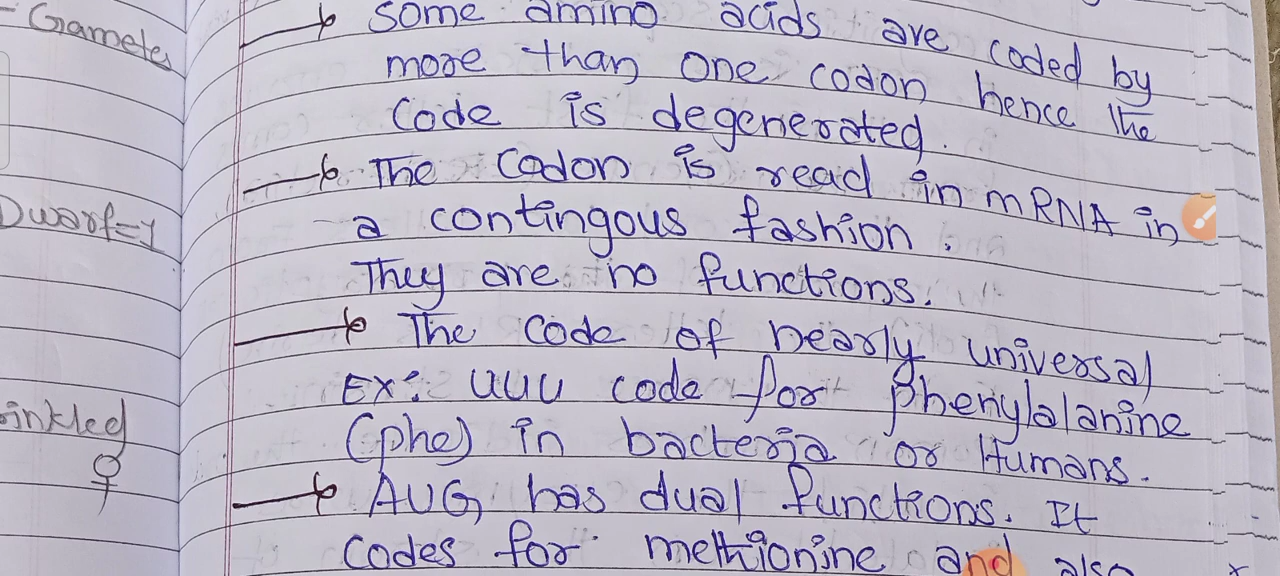 - Gametes
→ Some amino acids are coded by
more than one codon hence the
Code is degenerated.
→ The Codon is read in mRNA in
a contingous fashion.
They are no functions.
Dwarf=1
→ The Code of nearly universal
Ex: UUU code for phenylalanine
(phe) in bacteria or Humans.
inkled
♀
→ AUG has dual functions. It
Codes for methionine and also